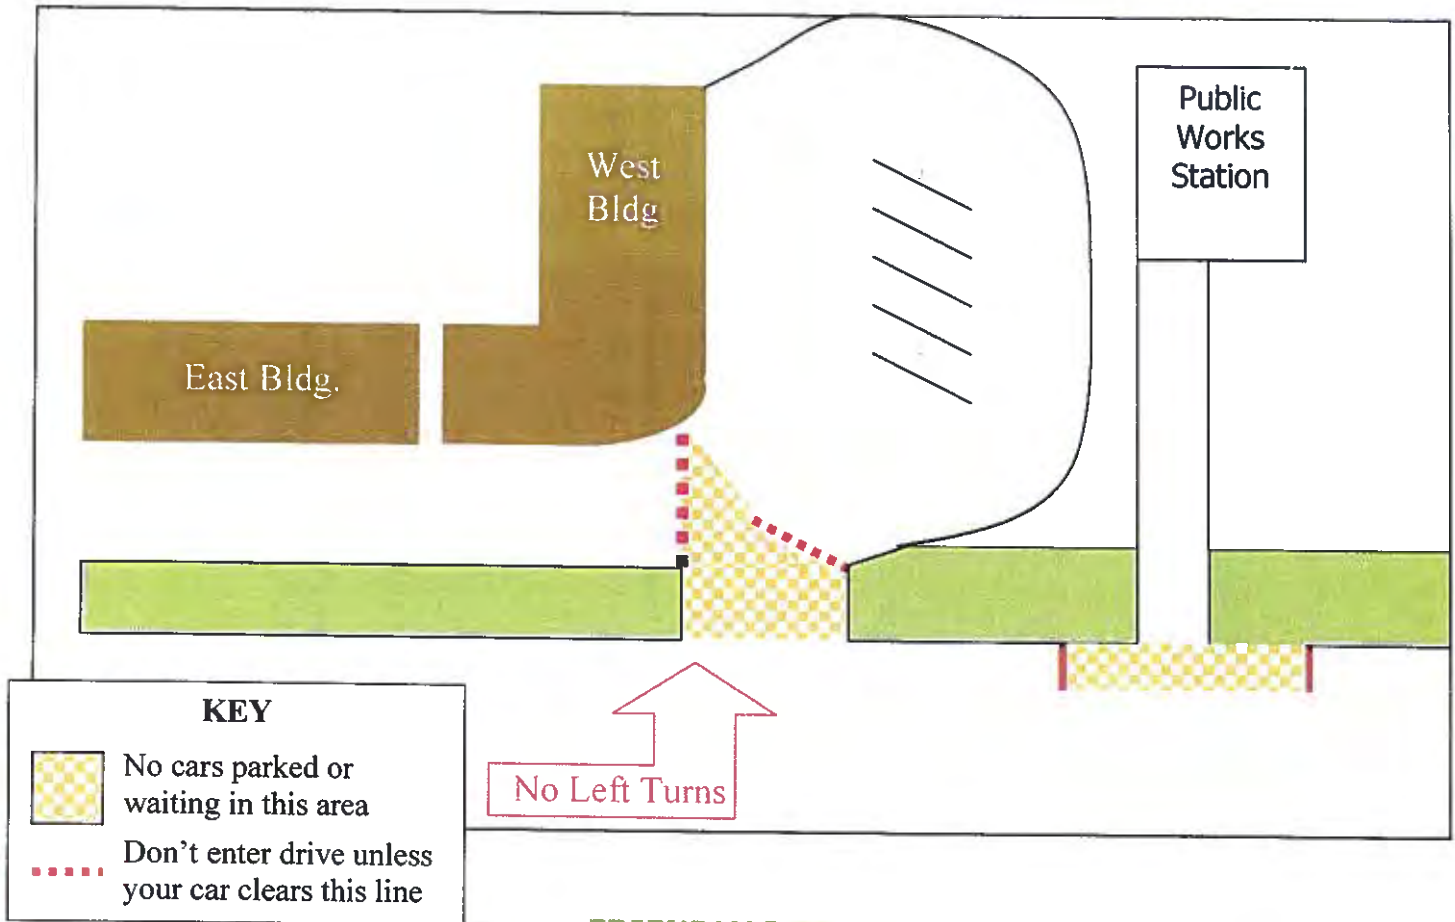 Public
Works
Station
West
Bldg
East Bldg.
No Left Turns
KEY
No cars parked or
waiting in this area
Don't enter drive unless
your car clears this line